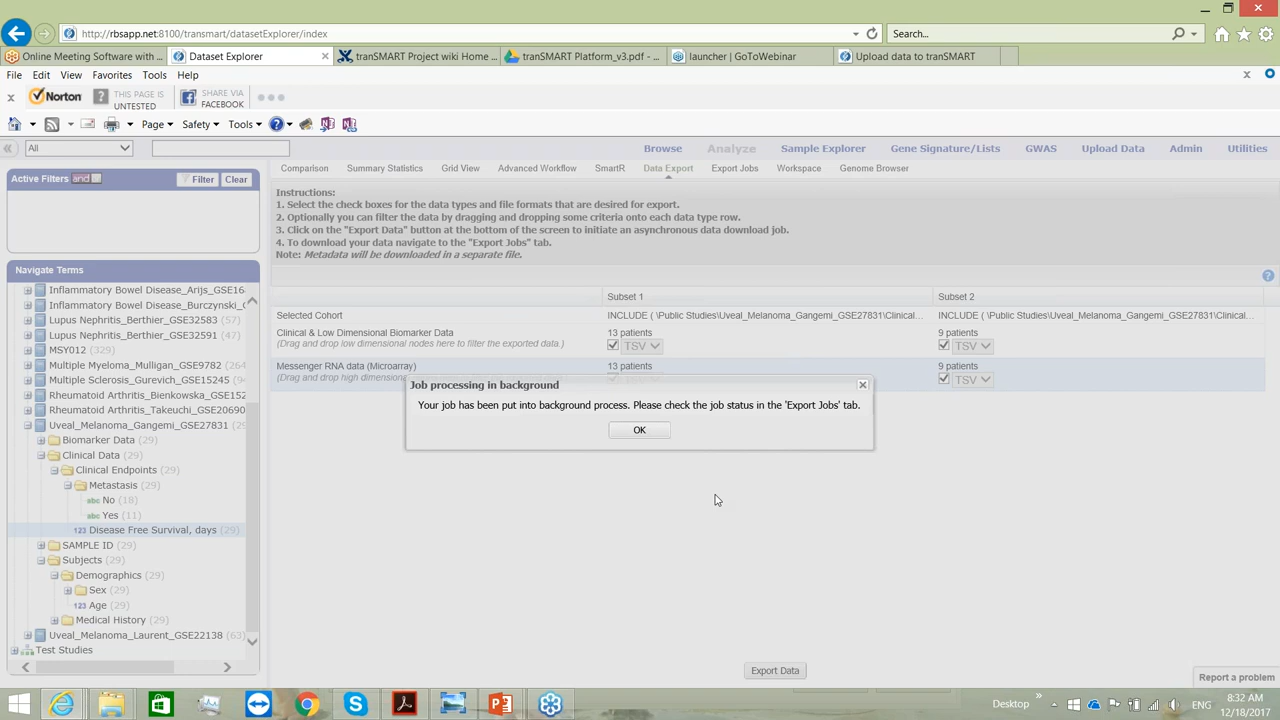 http://rbsapp.net:8100/transmart/datasetExplorer/index
Search...
Online Meeting Software with ...
Dataset Explorer
tranSMART Project wiki Home ...
tranSMART Platform_v3.pdf - ...
launcher | GoToWebinar
Upload data to tranSMART
File Edit View Favorites Tools Help
x Norton
THIS PAGE IS
UNTESTED
SHARE VIA
FACEBOOK
Page Safety Tools
All
Browse Analyze Sample Explorer Gene Signature/Lists GWAS Upload Data Admin Utilities
Comparison Summary Statistics Grid View Advanced Workflow SmartR Data Export Export Jobs Workspace Genome Browser
Active Filters and Filter Clear
Instructions:
1. Select the check boxes for the data types and file formats that are desired for export.
2. Optionally you can filter the data by dragging and dropping some criteria onto each data type row.
3. Click on the "Export Data" button at the bottom of the screen to initiate an asynchronous data download job.
4. To download your data navigate to the "Export Jobs" tab.
Note: Metadata will be downloaded in a separate file.
Navigate Terms
Inflammatory Bowel Disease_Arijs_GSE16
Inflammatory Bowel Disease_Burczynski_G
Lupus Nephritis_Berthier_GSE32583 (57)
Lupus Nephritis_Berthier_GSE32591 (47)
MSY012 (329)
Multiple Myeloma_Mulligan_GSE9782 (264
Multiple Sclerosis_Gurevich_GSE15245 (94
Rheumatoid Arthritis_Bienkowska_GSE152
Rheumatoid Arthritis_Takeuchi_GSE20690
Uveal_Melanoma_Gangemi_GSE27831 (29)
Biomarker Data (29)
Clinical Data (29)
Clinical Endpoints (29)
Metastasis (29)
abc No (18)
abc Yes (11)
123 Disease Free Survival, days (29)
SAMPLE ID (29)
Subjects (29)
Demographics (29)
Sex (29)
123 Age (29)
Medical History (29)
Uveal_Melanoma_Laurent_GSE22138 (63)
Test Studies
Subset 1 Subset 2
Selected Cohort INCLUDE ( \Public Studies\Uveal_Melanoma_Gangemi_GSE27831\Clinical... INCLUDE ( \Public Studies\Uveal_Melanoma_Gangemi_GSE27831\Clinical...
Clinical & Low Dimensional Biomarker Data 13 patients 9 patients
(Drag and drop low dimensional nodes here to filter the exported data.) TSV TSV
Messenger RNA data (Microarray) 13 patients 9 patients
(Drag and drop high dimensional TSV
Job processing in background
Your job has been put into background process. Please check the job status in the 'Export Jobs' tab.
OK
Export Data
Report a problem
Desktop » ENG 8:32 AM
12/18/2017